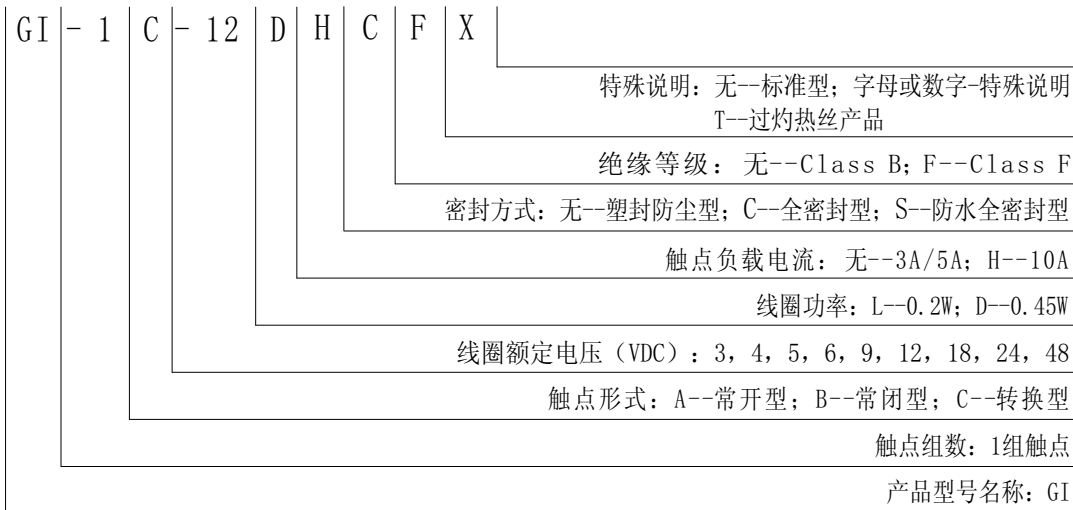 GI - 1 C - 12 D H C F X
特殊说明：无--标准型；字母或数字-特殊说明
T--过灼热丝产品
绝缘等级：无--Class B；F--Class F
密封方式：无--塑封防尘型；C--全密封型；S--防水全密封型
触点负载电流：无--3A/5A；H--10A
线圈功率：L--0.2W；D--0.45W
线圈额定电压（VDC）：3，4，5，6，9，12，18，24，48
触点形式：A--常开型；B--常闭型；C--转换型
触点组数：1组触点
产品型号名称：GI